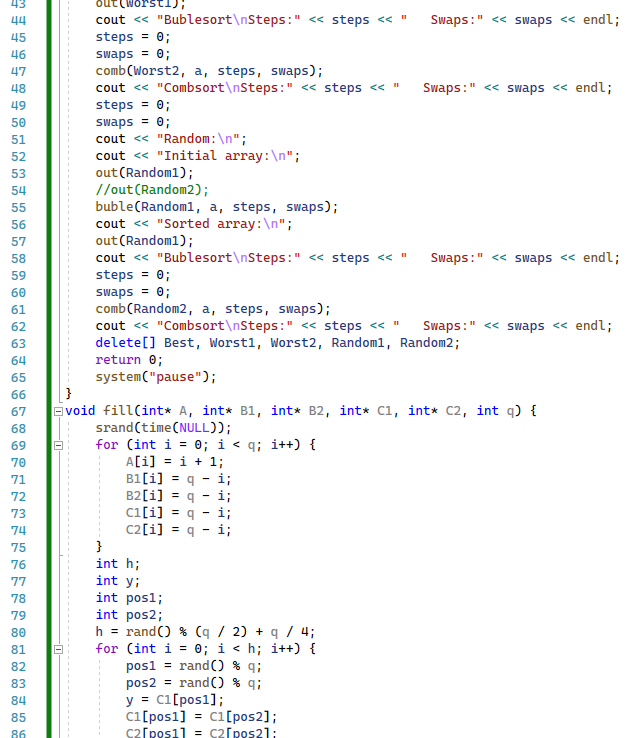 43 out(Worst1);
44 cout << "Bublesort\nSteps:" << steps << "   Swaps:" << swaps << endl;
45 steps = 0;
46 swaps = 0;
47 comb(Worst2, a, steps, swaps);
48 cout << "Combsort\nSteps:" << steps << "   Swaps:" << swaps << endl;
49 steps = 0;
50 swaps = 0;
51 cout << "Random:\n";
52 cout << "Initial array:\n";
53 out(Random1);
54 //out(Random2);
55 buble(Random1, a, steps, swaps);
56 cout << "Sorted array:\n";
57 out(Random1);
58 cout << "Bublesort\nSteps:" << steps << "   Swaps:" << swaps << endl;
59 steps = 0;
60 swaps = 0;
61 comb(Random2, a, steps, swaps);
62 cout << "Combsort\nSteps:" << steps << "   Swaps:" << swaps << endl;
63 delete[] Best, Worst1, Worst2, Random1, Random2;
64 return 0;
65 system("pause");
66 }
67 void fill(int* A, int* B1, int* B2, int* C1, int* C2, int q) {
68 srand(time(NULL));
69 for (int i = 0; i < q; i++) {
70 A[i] = i + 1;
71 B1[i] = q - i;
72 B2[i] = q - i;
73 C1[i] = q - i;
74 C2[i] = q - i;
75 }
76 int h;
77 int y;
78 int pos1;
79 int pos2;
80 h = rand() % (q / 2) + q / 4;
81 for (int i = 0; i < h; i++) {
82 pos1 = rand() % q;
83 pos2 = rand() % q;
84 y = C1[pos1];
85 C1[pos1] = C1[pos2];
86 C2[pos1] = C2[pos2];